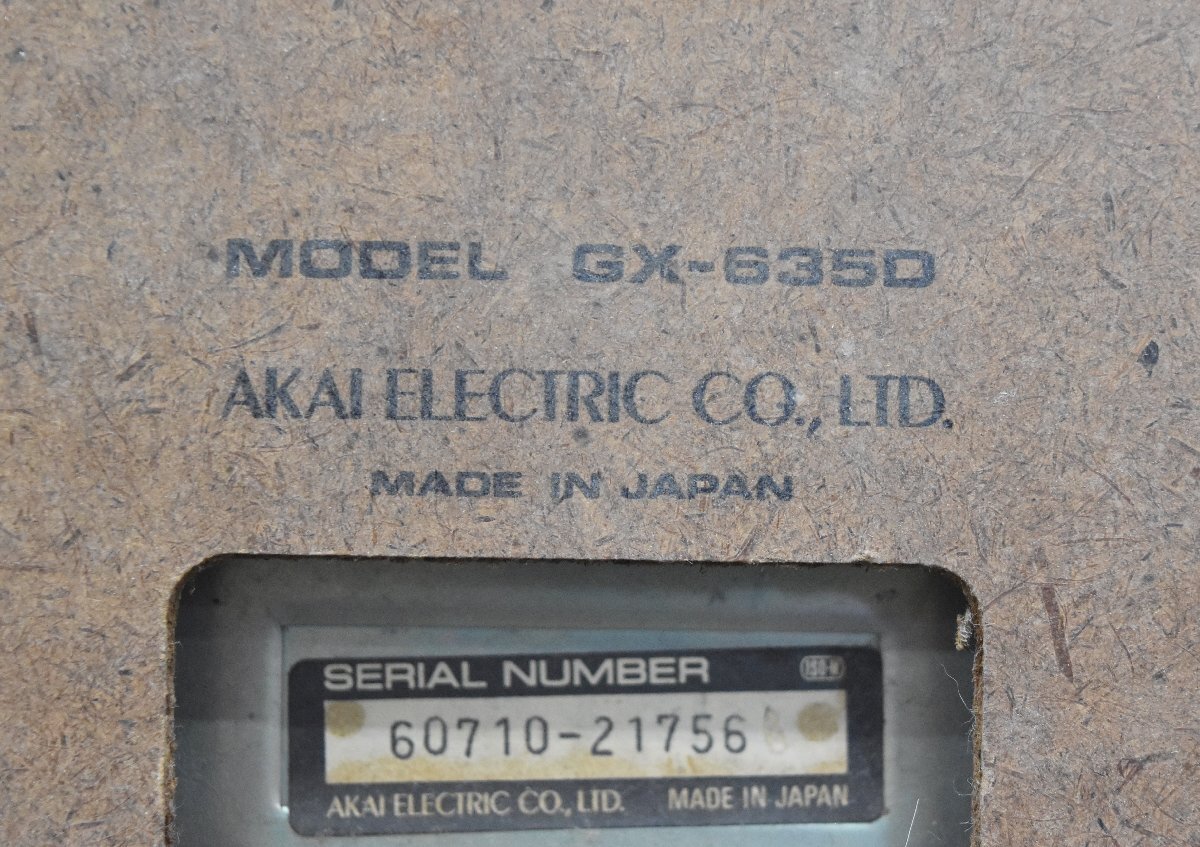 MODEL GX-635D
AKAI ELECTRIC CO., LTD.
MADE IN JAPAN
SERIAL NUMBER
60710-21756
AKAI ELECTRIC CO., LTD. MADE IN JAPAN